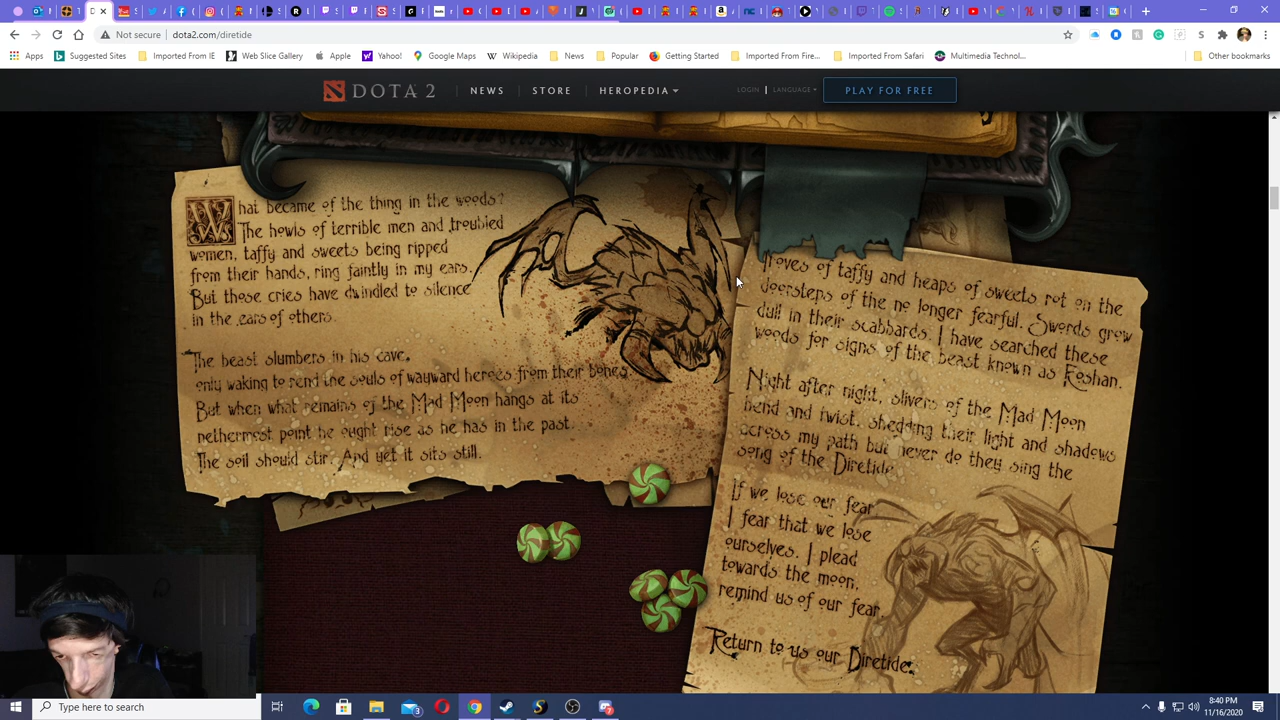 Not secure | dota2.com/diretide
Apps
Suggested Sites
Imported From IE
Web Slice Gallery
Apple
Yahoo!
Google Maps
Wikipedia
News
Popular
Getting Started
Imported From Fire...
Imported From Safari
Multimedia Technol...
Other bookmarks
DOTA 2
NEWS
STORE
HEROPEDIA
LOGIN
LANGUAGE
PLAY FOR FREE
What became of the thing in the woods?
The howls of terrible men and troubled
women, taffy and sweets being ripped
from their hands, ring faintly in my ears.
But those cries have dwindled to silence
in the ears of others.
The beast slumbers in his cave,
only waking to rend the souls of wayward heroes from their bones.
But when what remains of the Mad Moon hangs at its
nethermost point he ought rise as he has in the past.
The soil should stir. And yet it sits still.
Troves of taffy and heaps of sweets rot on the
doorsteps of the no longer fearful. Swords grow
dull in their scabbards. I have searched these
woods for signs of the beast known as Roshan.
Night after night, slivers of the Mad Moon
bend and twist, shedding their light and shadows
across my path but never do they sing the
song of the Diretide.
If we lose our fear
I fear that we lose
ourselves. I plead
towards the moon,
remind us of our fear.
Return to us our Diretide.
Type here to search
3
7
8:40 PM
11/16/2020